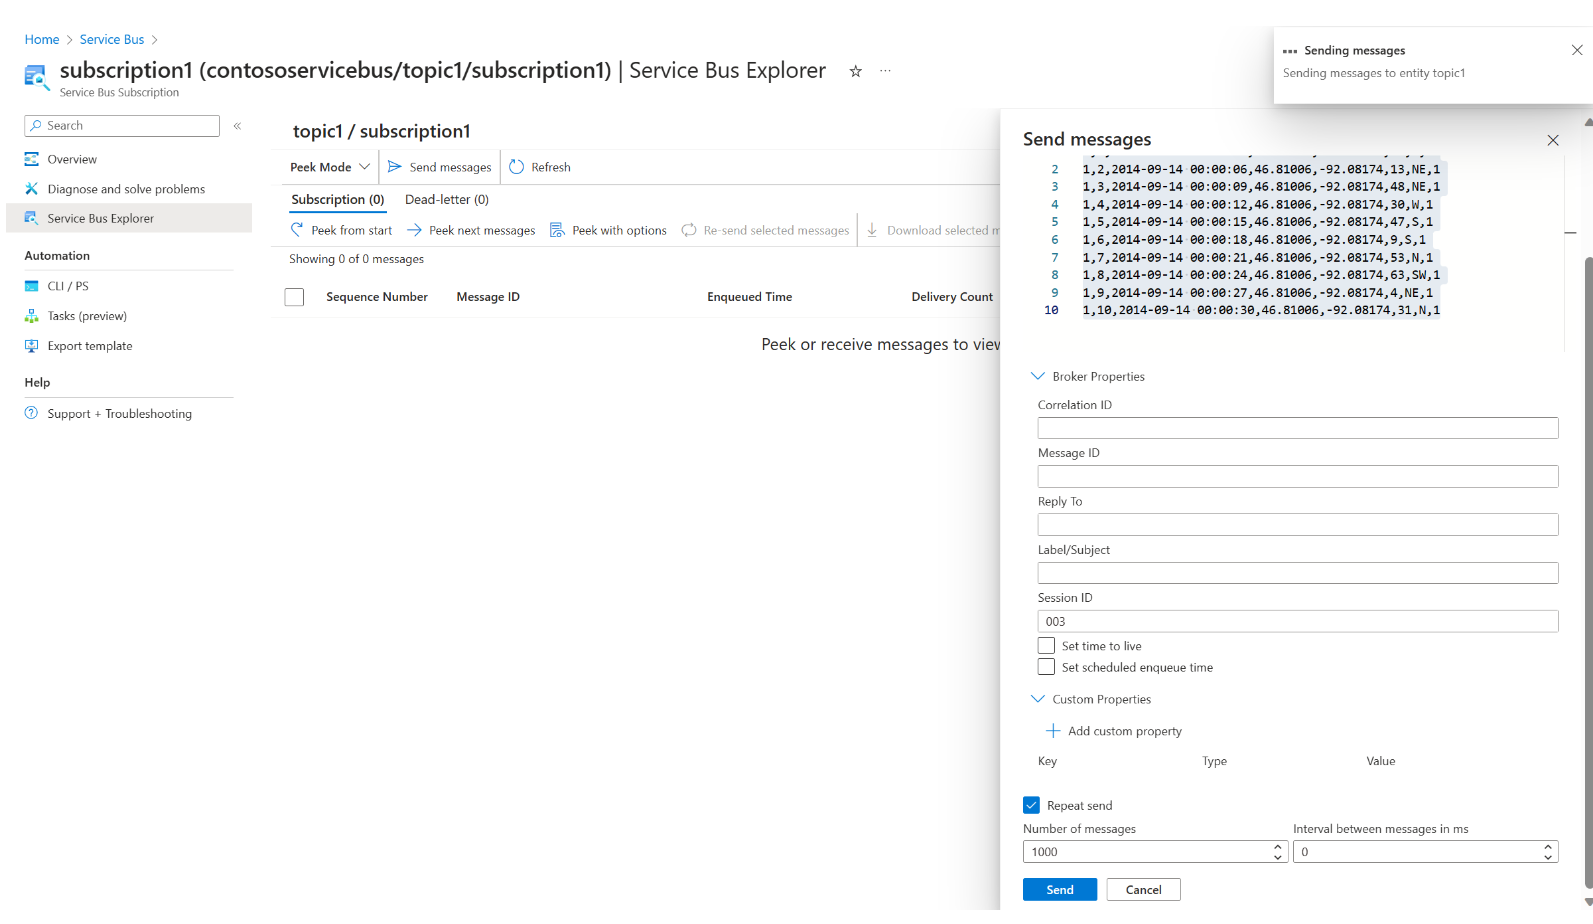 Home > Service Bus >
subscription1 (contososervicebus/topic1/subscription1) | Service Bus Explorer
Service Bus Subscription
Sending messages
Sending messages to entity topic1
Search
Overview
Diagnose and solve problems
Service Bus Explorer
Automation
CLI / PS
Tasks (preview)
Export template
Help
Support + Troubleshooting
topic1 / subscription1
Peek Mode
Send messages
Refresh
Subscription (0)
Dead-letter (0)
Peek from start
Peek next messages
Peek with options
Re-send selected messages
Download selected m
Showing 0 of 0 messages
Sequence Number
Message ID
Enqueued Time
Delivery Count
Peek or receive messages to view
Send messages
2 1,2,2014-09-14 00:00:06,46.81006,-92.08174,13,NE,1
3 1,3,2014-09-14 00:00:09,46.81006,-92.08174,48,NE,1
4 1,4,2014-09-14 00:00:12,46.81006,-92.08174,30,W,1
5 1,5,2014-09-14 00:00:15,46.81006,-92.08174,47,S,1
6 1,6,2014-09-14 00:00:18,46.81006,-92.08174,9,S,1
7 1,7,2014-09-14 00:00:21,46.81006,-92.08174,53,N,1
8 1,8,2014-09-14 00:00:24,46.81006,-92.08174,63,SW,1
9 1,9,2014-09-14 00:00:27,46.81006,-92.08174,4,NE,1
10 1,10,2014-09-14 00:00:30,46.81006,-92.08174,31,N,1
Broker Properties
Correlation ID
Message ID
Reply To
Label/Subject
Session ID
003
Set time to live
Set scheduled enqueue time
Custom Properties
Add custom property
Key
Type
Value
Repeat send
Number of messages
Interval between messages in ms
1000
0
Send
Cancel